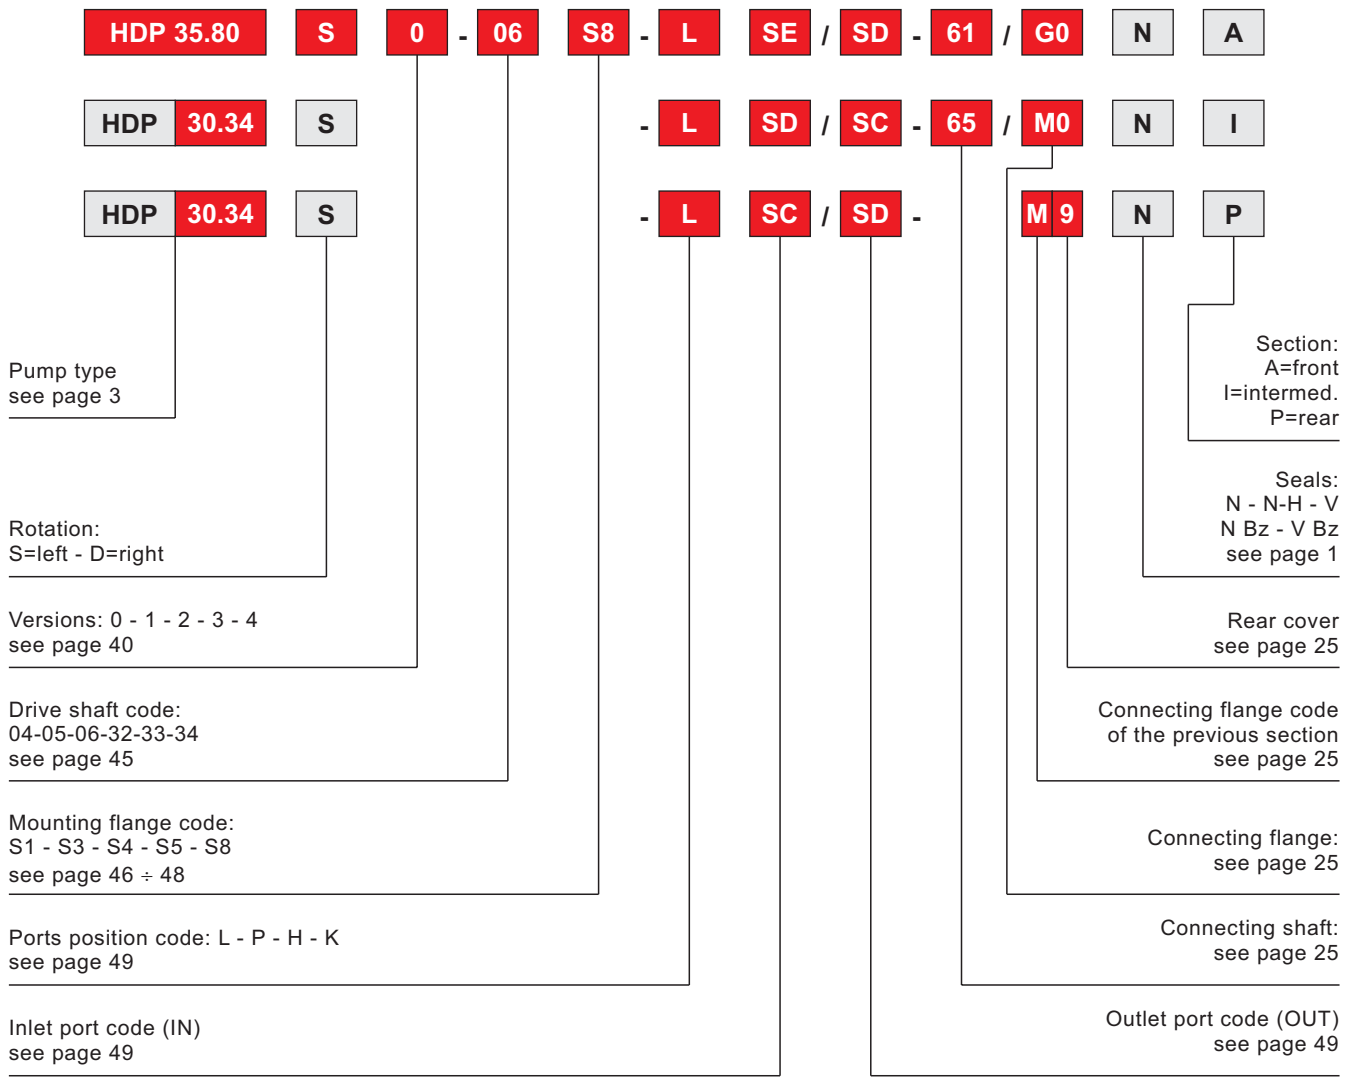 HDP 35.80 S 0 - 06 S8 - L SE / SD - 61 / G0 N A
HDP 30.34 S - L SD / SC - 65 / M0 N I
HDP 30.34 S - L SC / SD - M 9 N P
Pump type
see page 3
Rotation:
S=left - D=right
Versions: 0 - 1 - 2 - 3 - 4
see page 40
Drive shaft code:
04-05-06-32-33-34
see page 45
Mounting flange code:
S1 - S3 - S4 - S5 - S8
see page 46 ÷ 48
Ports position code: L - P - H - K
see page 49
Inlet port code (IN)
see page 49
Section:
A=front
I=intermed.
P=rear
Seals:
N - N-H - V
N Bz - V Bz
see page 1
Rear cover
see page 25
Connecting flange code
of the previous section
see page 25
Connecting flange:
see page 25
Connecting shaft:
see page 25
Outlet port code (OUT)
see page 49